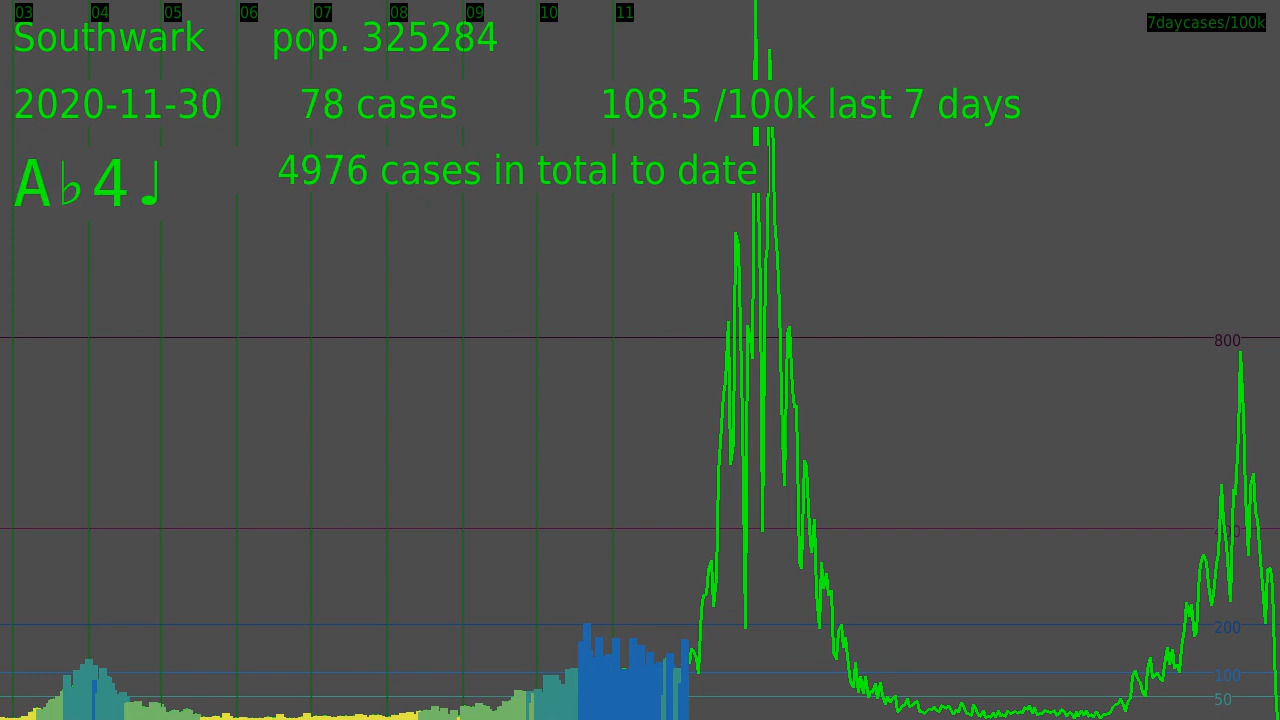 03 04 05 06 07 08 09 10 11
7daycases/100k
Southwark pop. 325284
2020-11-30 78 cases 108.5 /100k last 7 days
A♭4♩ 4976 cases in total to date
800
400
200
100
50